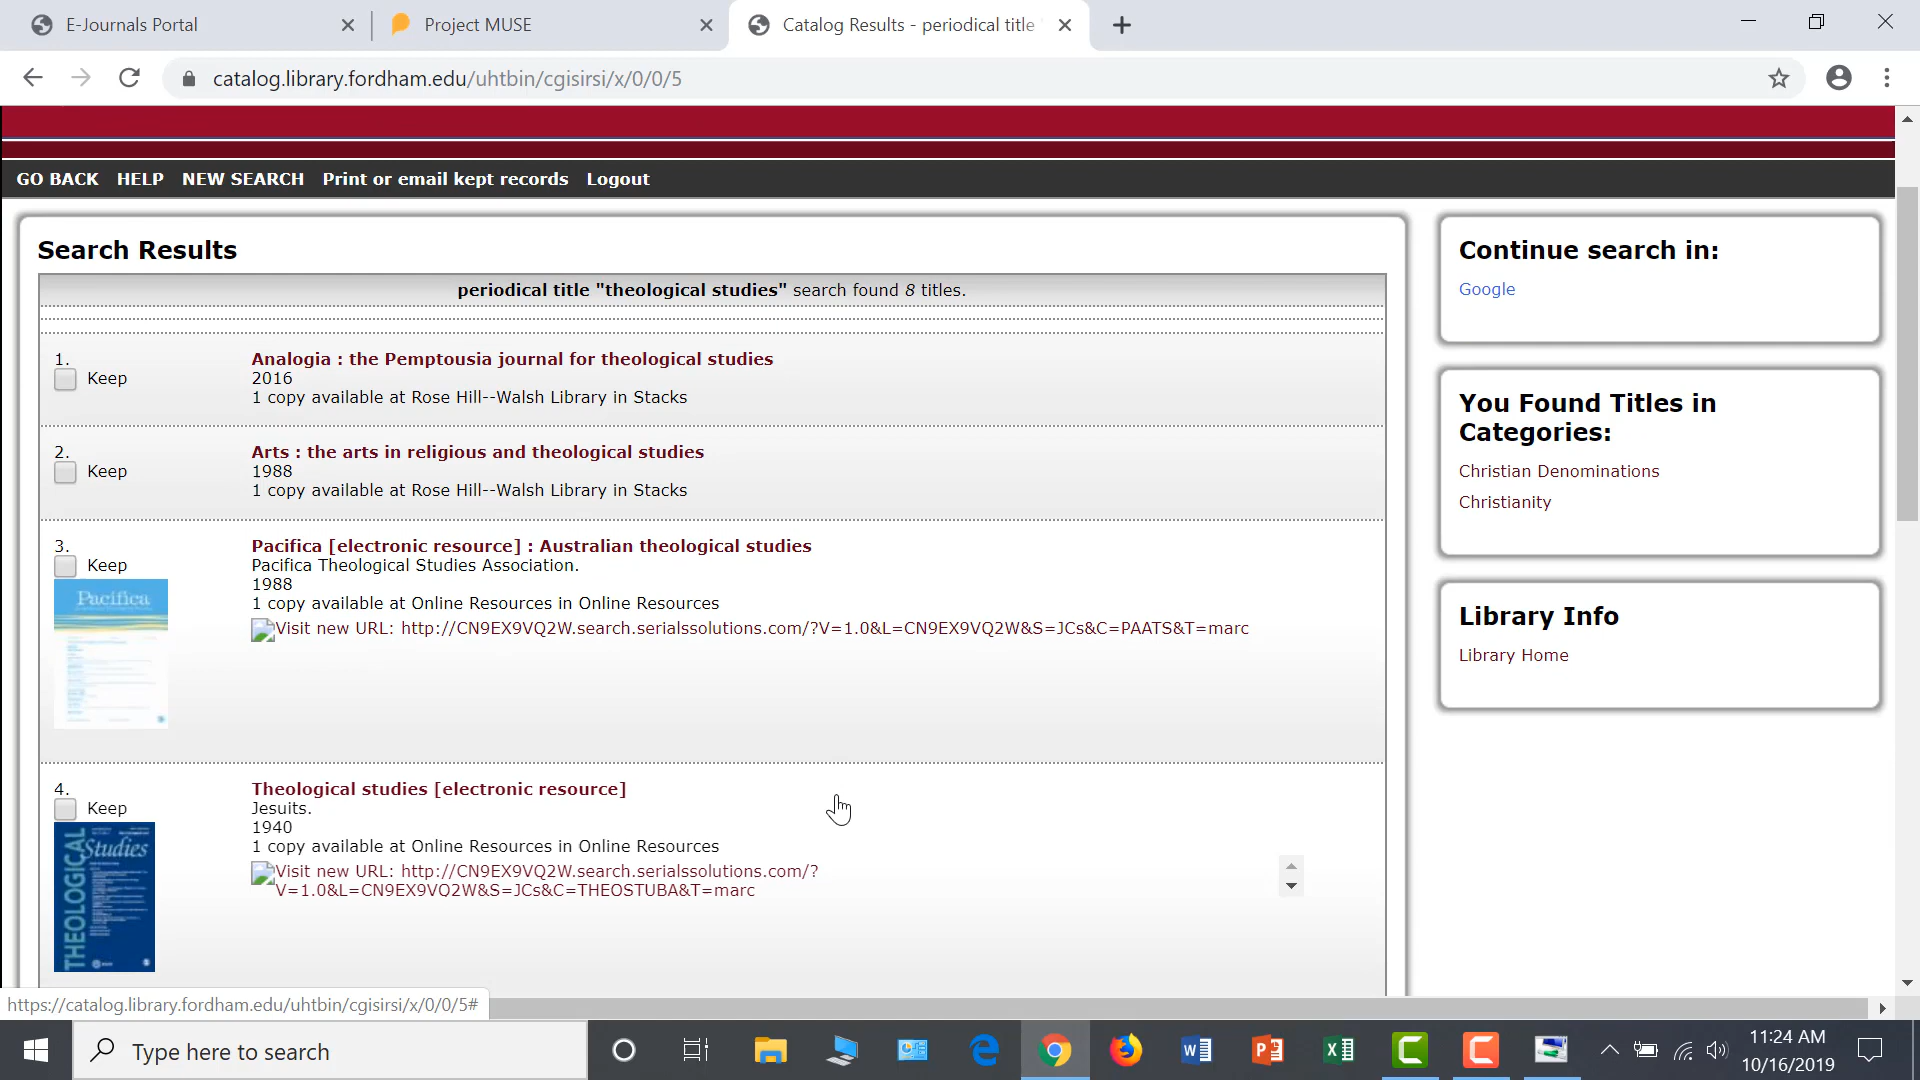 E-Journals Portal
Project MUSE
Catalog Results - periodical title
catalog.library.fordham.edu/uhtbin/cgisirsi/x/0/0/5
GO BACK HELP NEW SEARCH Print or email kept records Logout
Search Results
periodical title "theological studies" search found 8 titles.
1.
Keep
Analogia : the Pemptousia journal for theological studies
2016
1 copy available at Rose Hill--Walsh Library in Stacks
2.
Keep
Arts : the arts in religious and theological studies
1988
1 copy available at Rose Hill--Walsh Library in Stacks
3.
Keep
Pacifica
Pacifica [electronic resource] : Australian theological studies
Pacifica Theological Studies Association.
1988
1 copy available at Online Resources in Online Resources
Visit new URL: http://CN9EX9VQ2W.search.serialssolutions.com/?V=1.0&L=CN9EX9VQ2W&S=JCs&C=PAATS&T=marc
4.
Keep
THEOLOGICAL
Studies
Theological studies [electronic resource]
Jesuits.
1940
1 copy available at Online Resources in Online Resources
Visit new URL: http://CN9EX9VQ2W.search.serialssolutions.com/?
V=1.0&L=CN9EX9VQ2W&S=JCs&C=THEOSTUBA&T=marc
Continue search in:
Google
You Found Titles in
Categories:
Christian Denominations
Christianity
Library Info
Library Home
https://catalog.library.fordham.edu/uhtbin/cgisirsi/x/0/0/5#
Type here to search
11:24 AM
10/16/2019